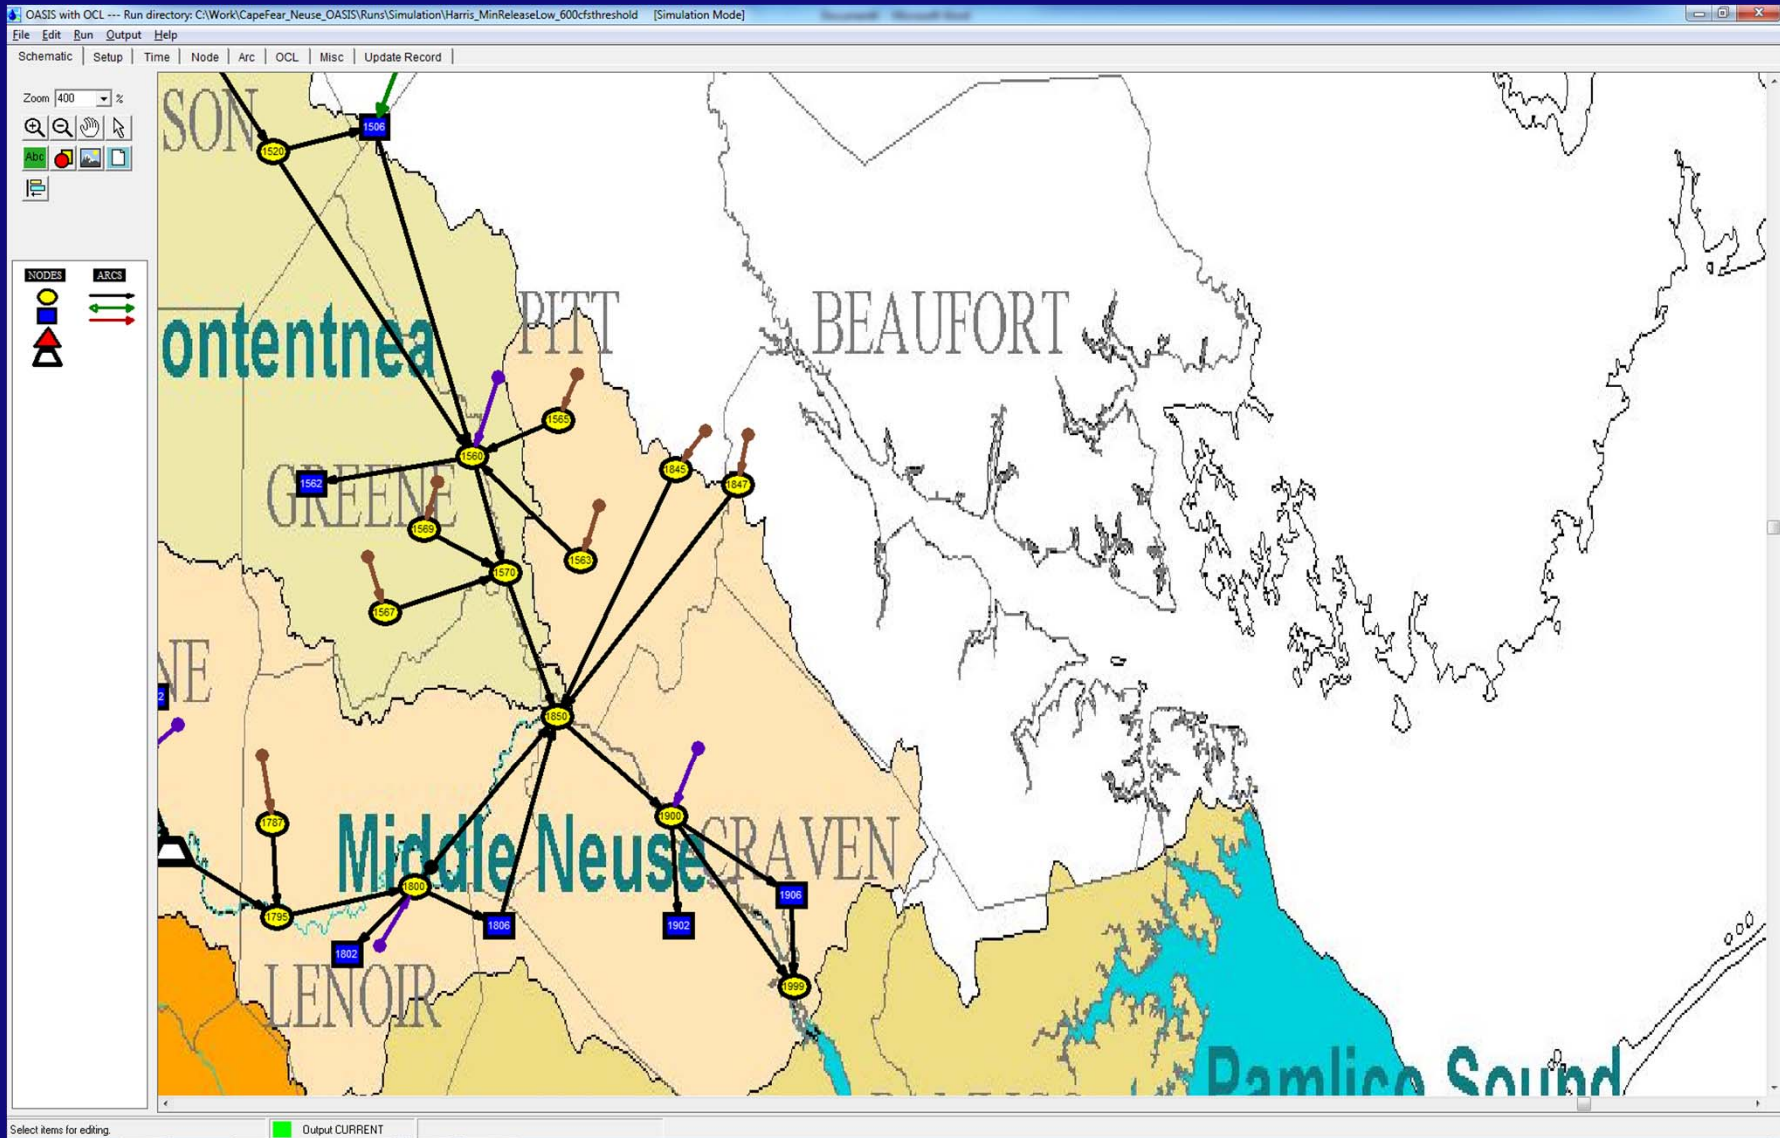 OASIS with OCL --- Run directory: C:\Work\CapeFear_Neuse_OASIS\Runs\Simulation\Harris_MinReleaseLow_600cfsthreshold [Simulation Mode]
File Edit Run Output Help
Schematic Setup Time Node Arc OCL Misc Update Record
Zoom 400 %
Abc
NODES ARCS
SON
1506
1520
PITT BEAUFORT
ontentnea
1565
1560
1845
1847
1562
GREENE
1569
1563
1570
1567
NE
2
1850
1900
1787
Middle Neuse
CRAVEN
1800
1906
1795
1806
1902
1802
1999
LENOIR
Pamlico Sound
Select items for editing. Output CURRENT